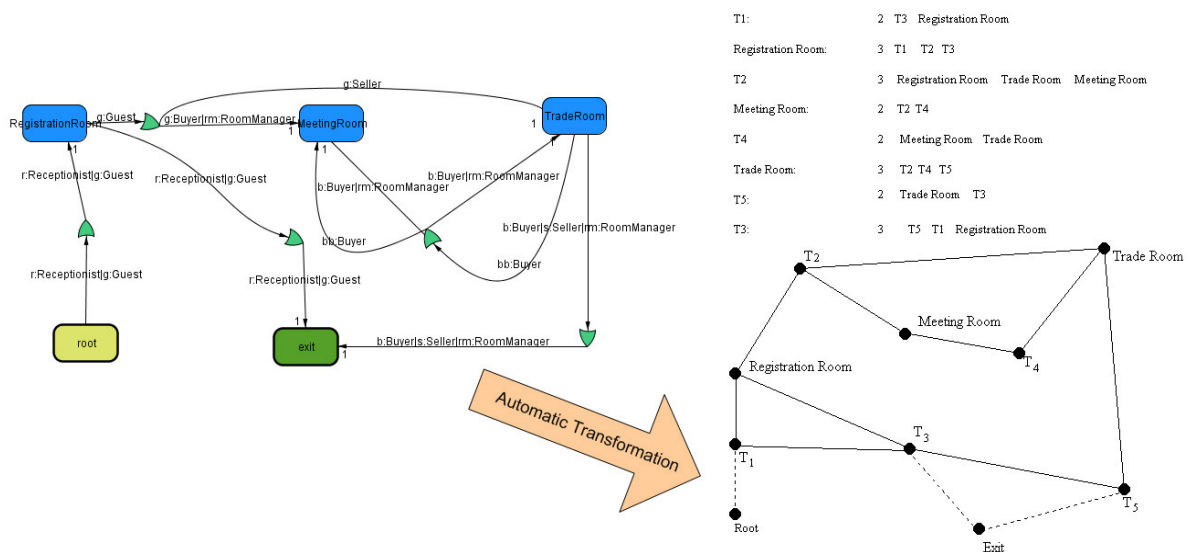 T1: 2 T3 Registration Room
Registration Room: 3 T1 T2 T3
T2 3 Registration Room Trade Room Meeting Room
Meeting Room: 2 T2 T4
T4 2 Meeting Room Trade Room
Trade Room: 3 T2 T4 T5
T5: 2 Trade Room T3
T3: 3 T5 T1 Registration Room
g:Seller
RegistrationRoom
g:Guest
g:Buyer|rm:RoomManager
1
MeetingRoom
1
TradeRoom
1
1
1
r:Receptionist|g:Guest
r:Receptionist|g:Guest
b:Buyer|rm:RoomManager
b:Buyer|rm:RoomManager
b:Buyer|s:Seller|rm:RoomManager
bb:Buyer
bb:Buyer
r:Receptionist|g:Guest
r:Receptionist|g:Guest
1
root
exit
1
b:Buyer|s:Seller|rm:RoomManager
Automatic Transformation
T2
Trade Room
Meeting Room
T4
Registration Room
T3
T1
T5
Root
Exit